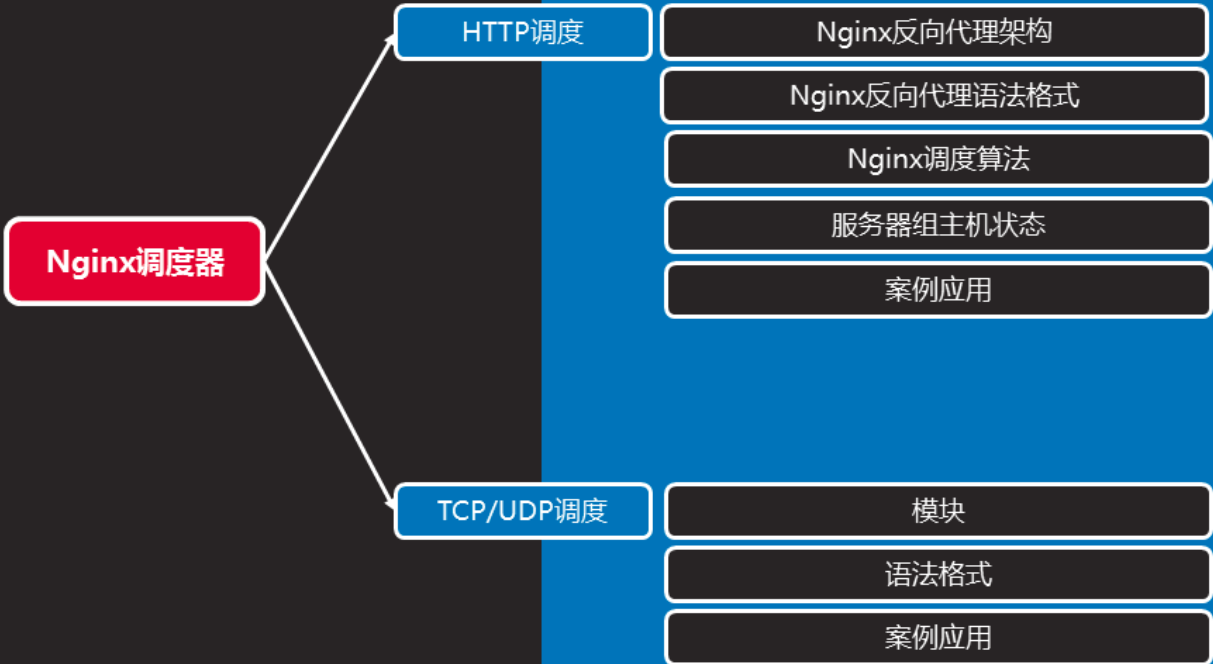 HTTP调度
Nginx反向代理架构
Nginx反向代理语法格式
Nginx调度算法
服务器组主机状态
案例应用
Nginx调度器
TCP/UDP调度
模块
语法格式
案例应用